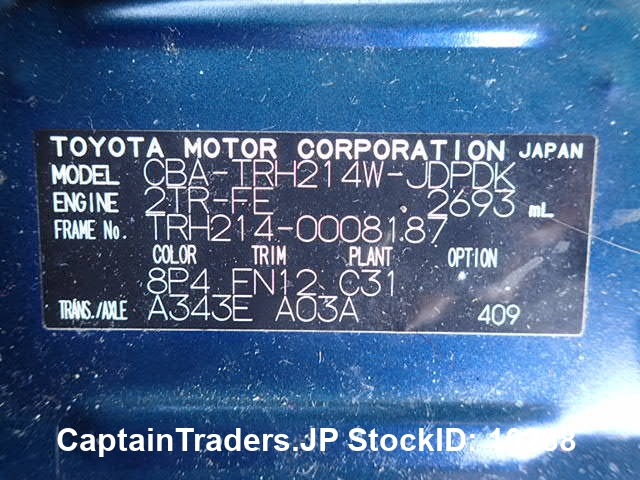 TOYOTA MOTOR CORPORATION JAPAN
MODEL CBA-TRH214W-JDPDK
ENGINE 2TR-FE 2693 mL
FRAME No. TRH214-0008187
COLOR TRIM PLANT OPTION
8P4 FN12 C31
TRANS./AXLE A343E A03A 409
CaptainTraders.JP StockID: